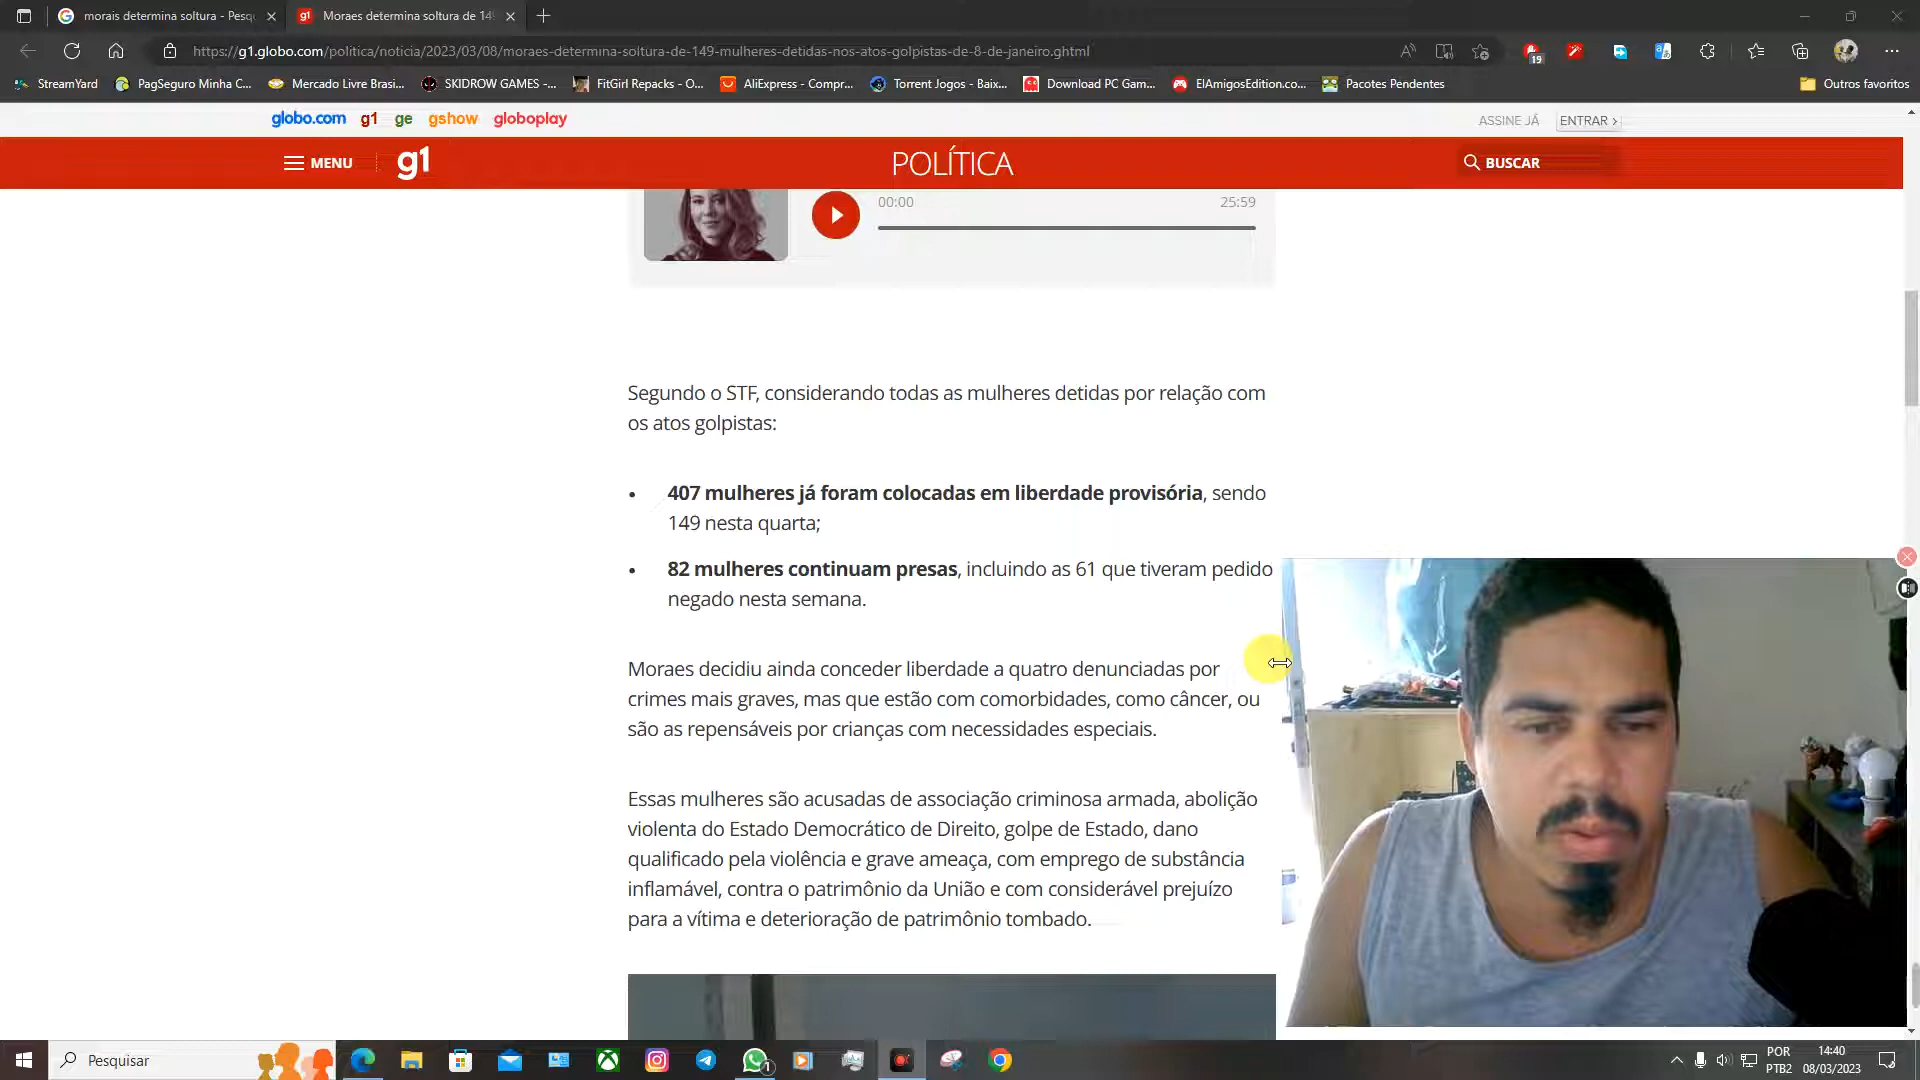 morais determina soltura - Pesq
Moraes determina soltura de 14
https://g1.globo.com/politica/noticia/2023/03/08/moraes-determina-soltura-de-149-mulheres-detidas-nos-atos-golpistas-de-8-de-janeiro.ghtml
19
StreamYard
PagSeguro Minha C...
Mercado Livre Brasi...
SKIDROW GAMES -...
FitGirl Repacks - O...
AliExpress - Compr...
Torrent Jogos - Baix...
Download PC Gam...
ElAmigosEdition.co...
Pacotes Pendentes
Outros favoritos
globo.com g1 ge gshow globoplay
ASSINE JÁ ENTRAR ›
MENU g1 POLÍTICA BUSCAR
00:00 25:59
Segundo o STF, considerando todas as mulheres detidas por relação com
os atos golpistas:
• 407 mulheres já foram colocadas em liberdade provisória, sendo
149 nesta quarta;
• 82 mulheres continuam presas, incluindo as 61 que tiveram pedido
negado nesta semana.
Moraes decidiu ainda conceder liberdade a quatro denunciadas por
crimes mais graves, mas que estão com comorbidades, como câncer, ou
são as repensáveis por crianças com necessidades especiais.
Essas mulheres são acusadas de associação criminosa armada, abolição
violenta do Estado Democrático de Direito, golpe de Estado, dano
qualificado pela violência e grave ameaça, com emprego de substância
inflamável, contra o patrimônio da União e com considerável prejuízo
para a vítima e deterioração de patrimônio tombado.
Pesquisar
1
POR
PTB2
14:40
08/03/2023